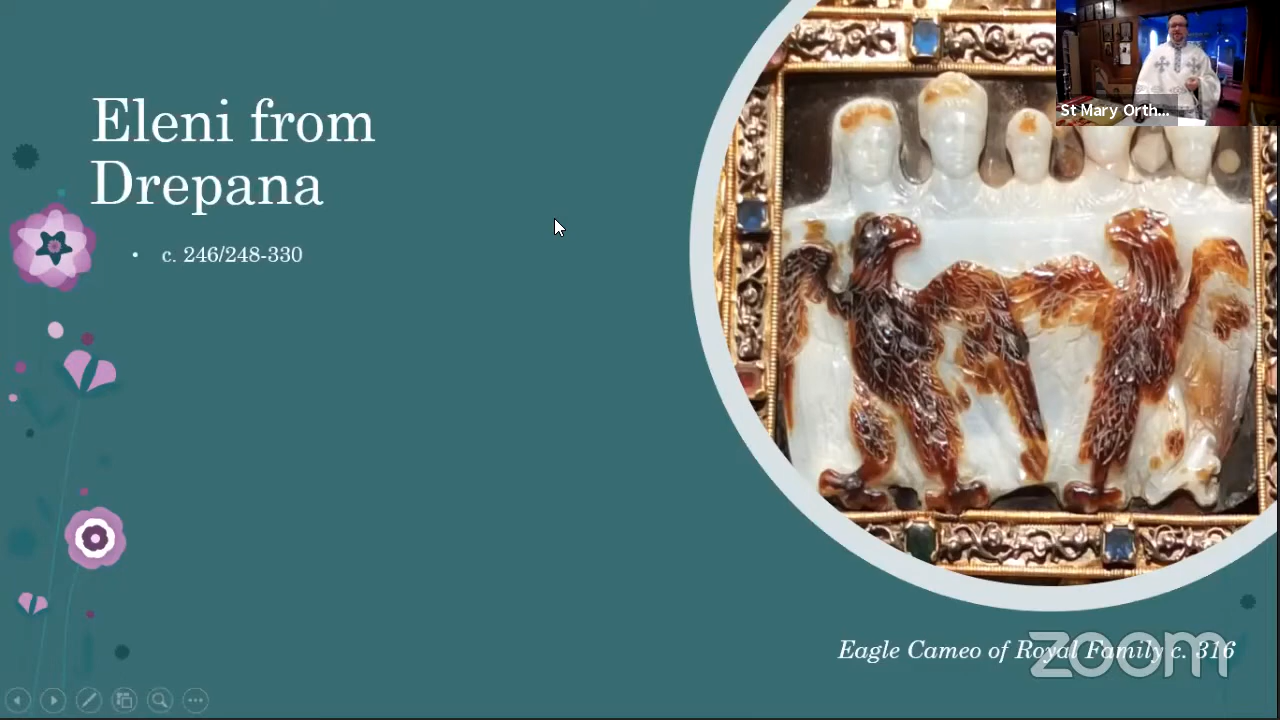 Eleni from
Drepana
• c. 246/248-330
St Mary Orth...
Eagle Cameo of Royal Family c. 316
zoom